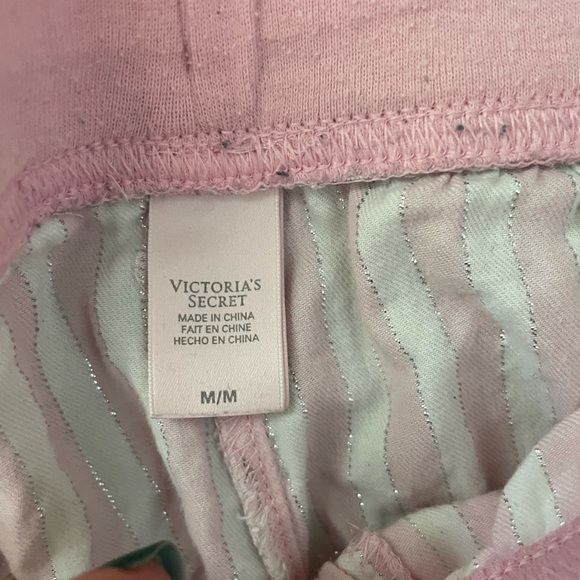 VICTORIA'S
SECRET
MADE IN CHINA
FAIT EN CHINE
HECHO EN CHINA
M/M